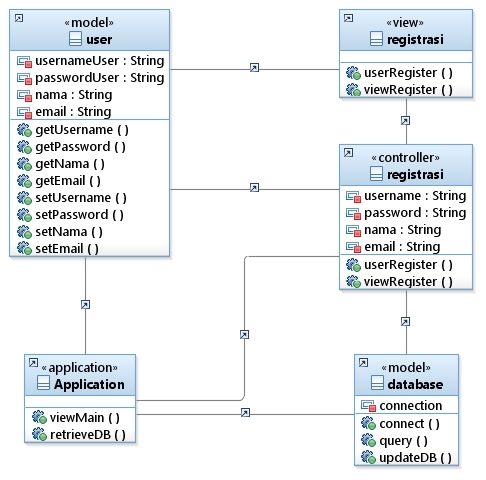 «model»
user
usernameUser : String
passwordUser : String
nama : String
email : String
getUsername ( )
getPassword ( )
getNama ( )
getEmail ( )
setUsername ( )
setPassword ( )
setNama ( )
setEmail ( )
«view»
registrasi
userRegister ( )
viewRegister ( )
«controller»
registrasi
username : String
password : String
nama : String
email : String
userRegister ( )
viewRegister ( )
«application»
Application
viewMain ( )
retrieveDB ( )
«model»
database
connection
connect ( )
query ( )
updateDB ( )